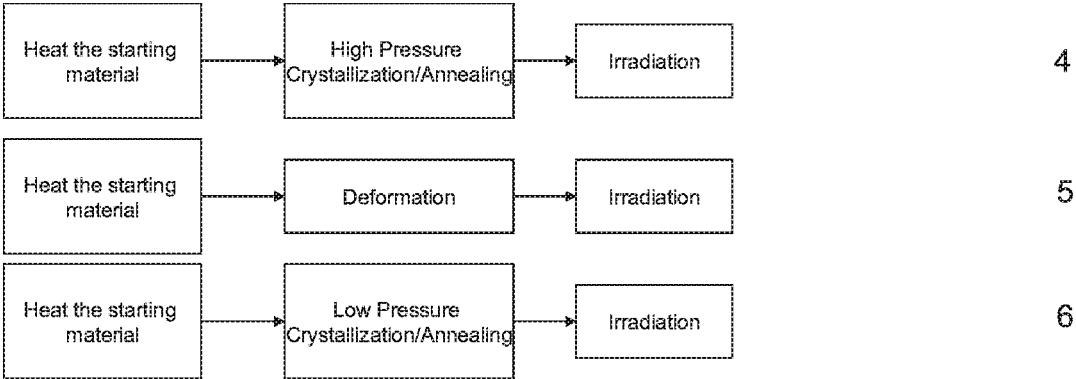 Heat the starting
material
High Pressure
Crystallization/Annealing
Irradiation
4
Heat the starting
material
Deformation
Irradiation
5
Heat the starting
material
Low Pressure
Crystallization/Annealing
Irradiation
6